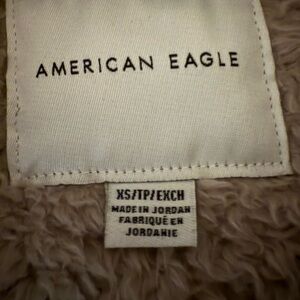 AMERICAN EAGLE
XS/TP/EXCH
MADE IN JORDAN
FABRIQUÉ EN
JORDANIE